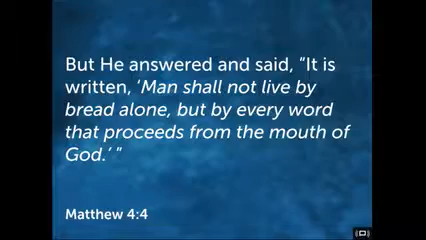 But He answered and said, “It is
written, ‘Man shall not live by
bread alone, but by every word
that proceeds from the mouth of
God.’ ”
Matthew 4:4